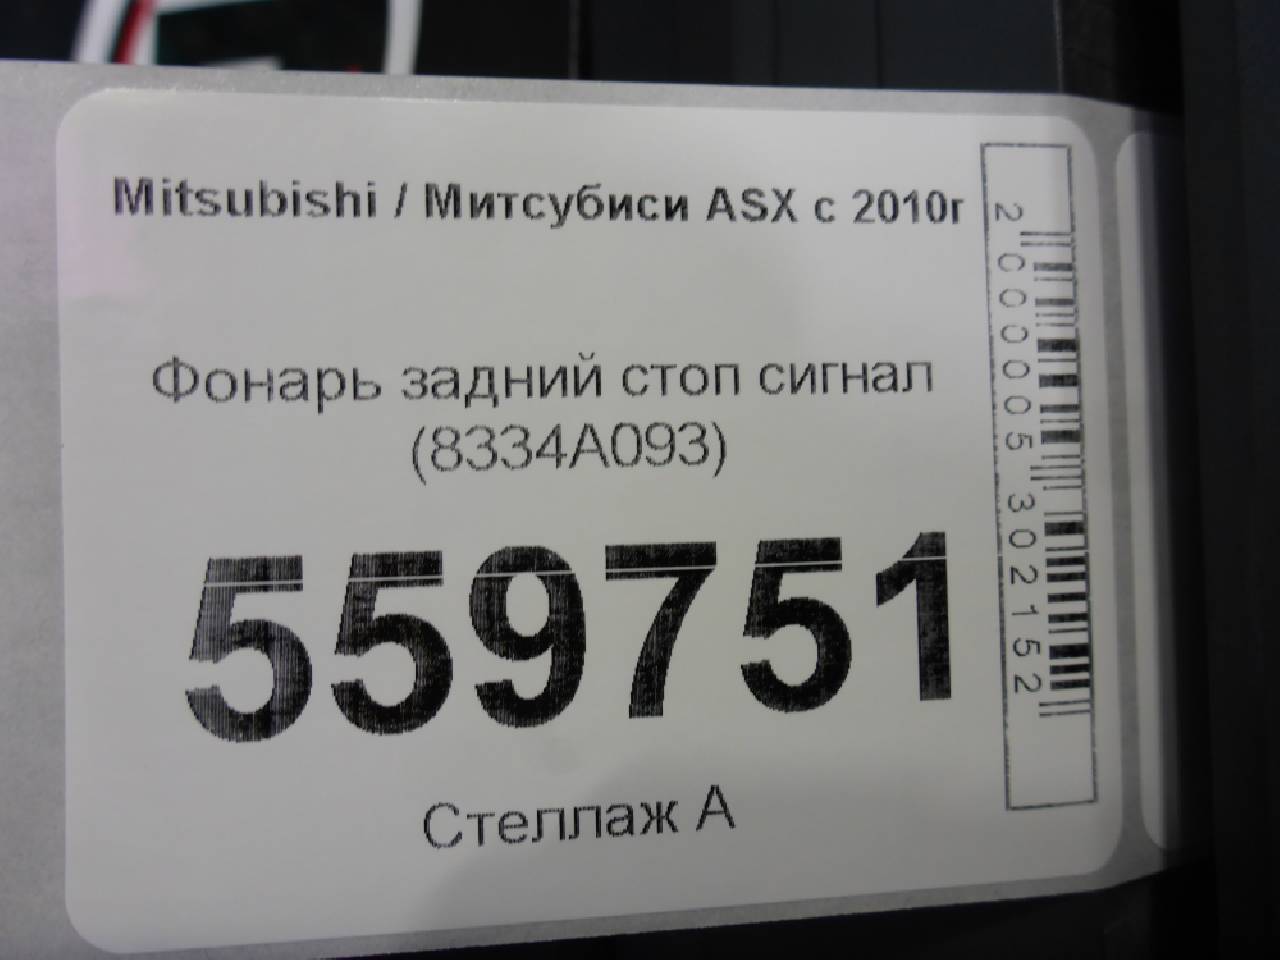 Mitsubishi / Митсубиси ASX с 2010г
Фонарь задний стоп сигнал
(8334A093)
559751
Стеллаж А
2000005302152